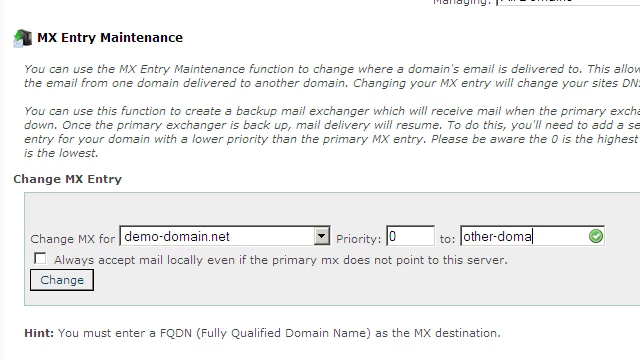 Managing:
MX Entry Maintenance
You can use the MX Entry Maintenance function to change where a domain's email is delivered to. This allow
the email from one domain delivered to another domain. Changing your MX entry will change your sites DNS
You can use this function to create a backup mail exchanger which will receive mail when the primary excha
down. Once the primary exchanger is back up, mail delivery will resume. To do this, you'll need to add a se
entry for your domain with a lower priority than the primary MX entry. Please be aware the 0 is the highest
is the lowest.
Change MX Entry
Change MX for demo-domain.net Priority: 0 to: other-doma
Always accept mail locally even if the primary mx does not point to this server.
Change
Hint: You must enter a FQDN (Fully Qualified Domain Name) as the MX destination.